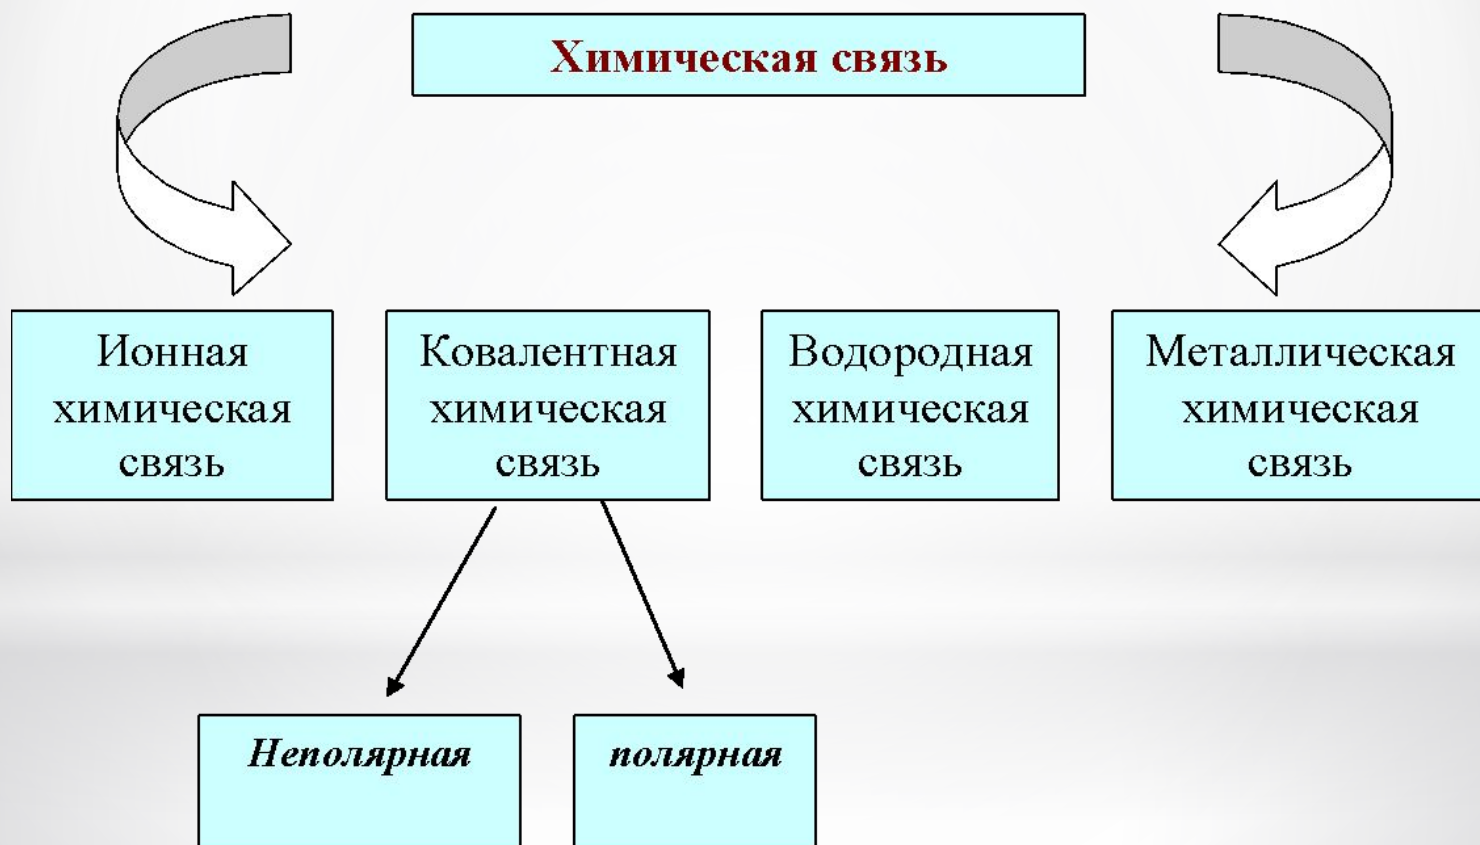 Химическая связь
Ионная
химическая
связь
Ковалентная
химическая
связь
Водородная
химическая
связь
Металлическая
химическая
связь
Неполярная
полярная